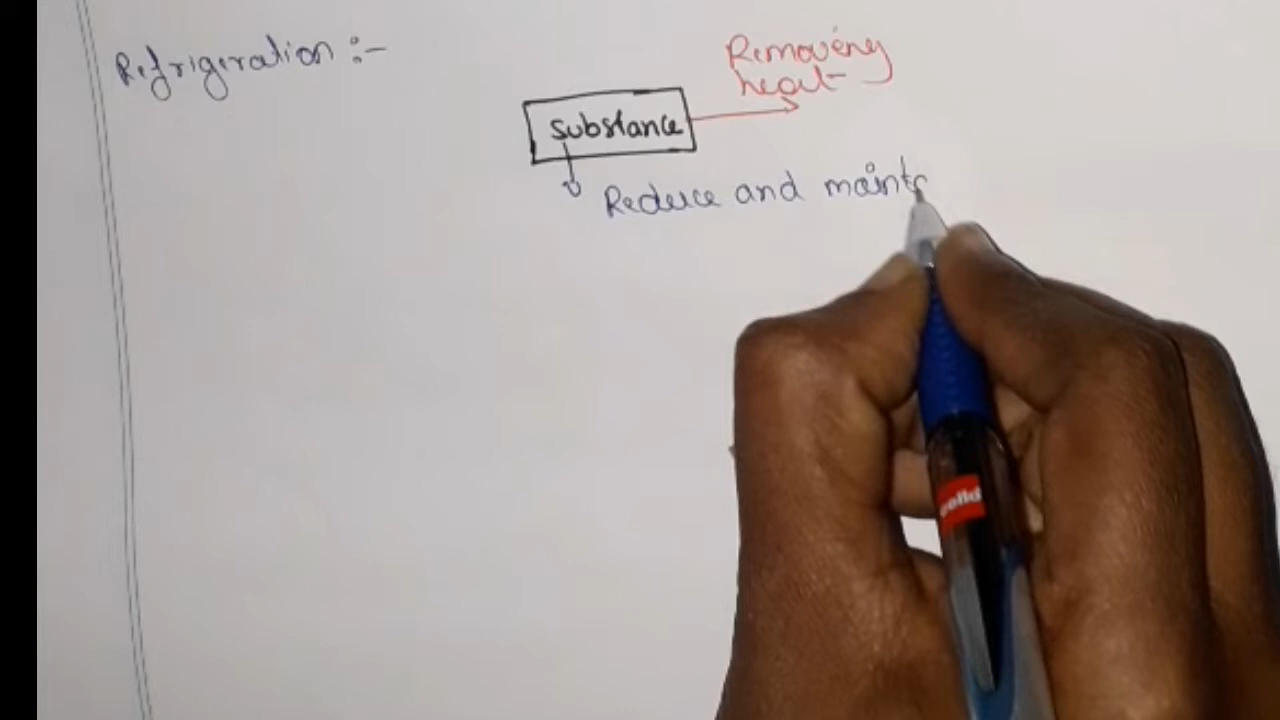 Refrigeration :-
Removing
heat
substance
Reduce and mainta
cello